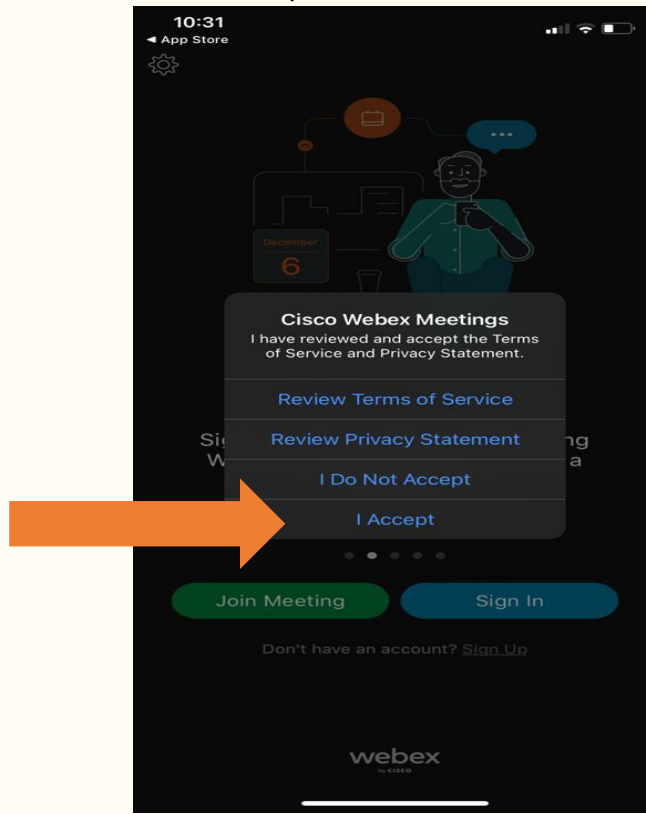 10:31
App Store
December
6
Cisco Webex Meetings
I have reviewed and accept the Terms
of Service and Privacy Statement.
Review Terms of Service
Review Privacy Statement
I Do Not Accept
I Accept
Join Meeting
Sign In
Don't have an account? Sign Up
webex
by CISCO